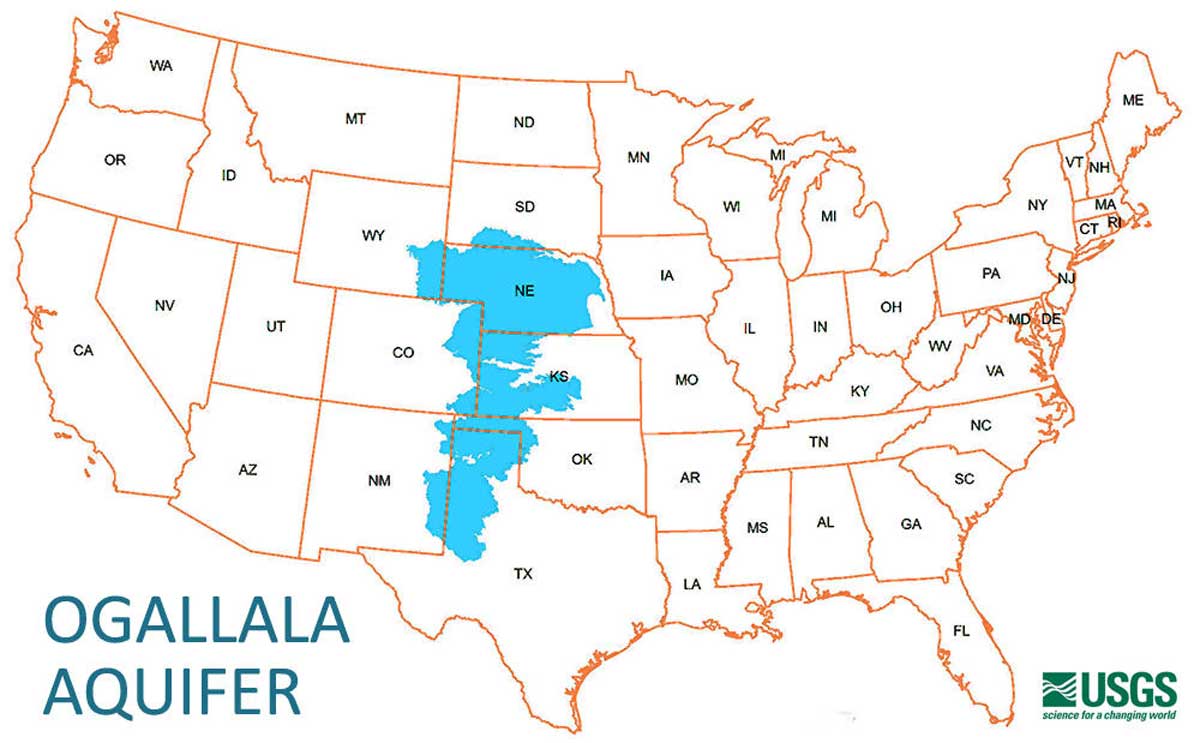 WA
MT
ND
MN
ME
OR
ID
SD
WI
MI
MI
VT
NH
NY
MA
CT
RI
WY
NE
IA
PA
NJ
NV
UT
CO
KS
IL
IN
OH
MD
DE
WV
VA
CA
MO
KY
AZ
NM
OK
AR
TN
NC
SC
MS
AL
GA
TX
LA
FL
OGALLALA
AQUIFER
USGS
science for a changing world